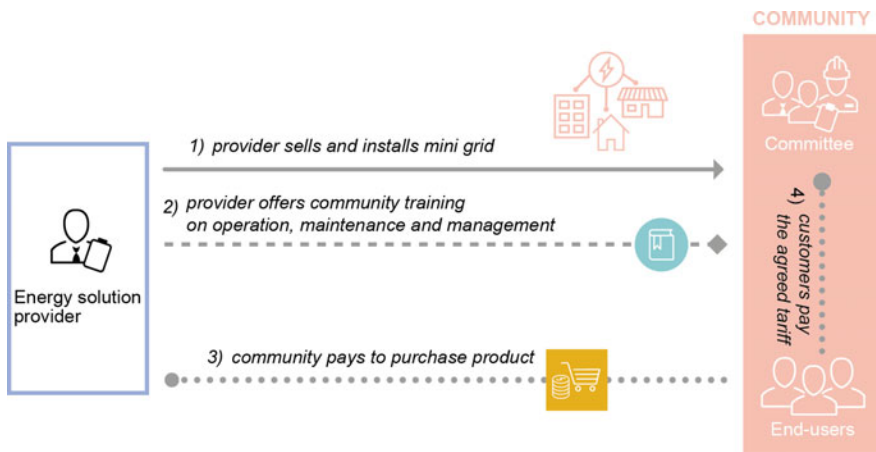 COMMUNITY
Committee
1) provider sells and installs mini grid
2) provider offers community training
on operation, maintenance and management
Energy solution
provider
3) community pays to purchase product
4) customers pay
the agreed tariff
End-users